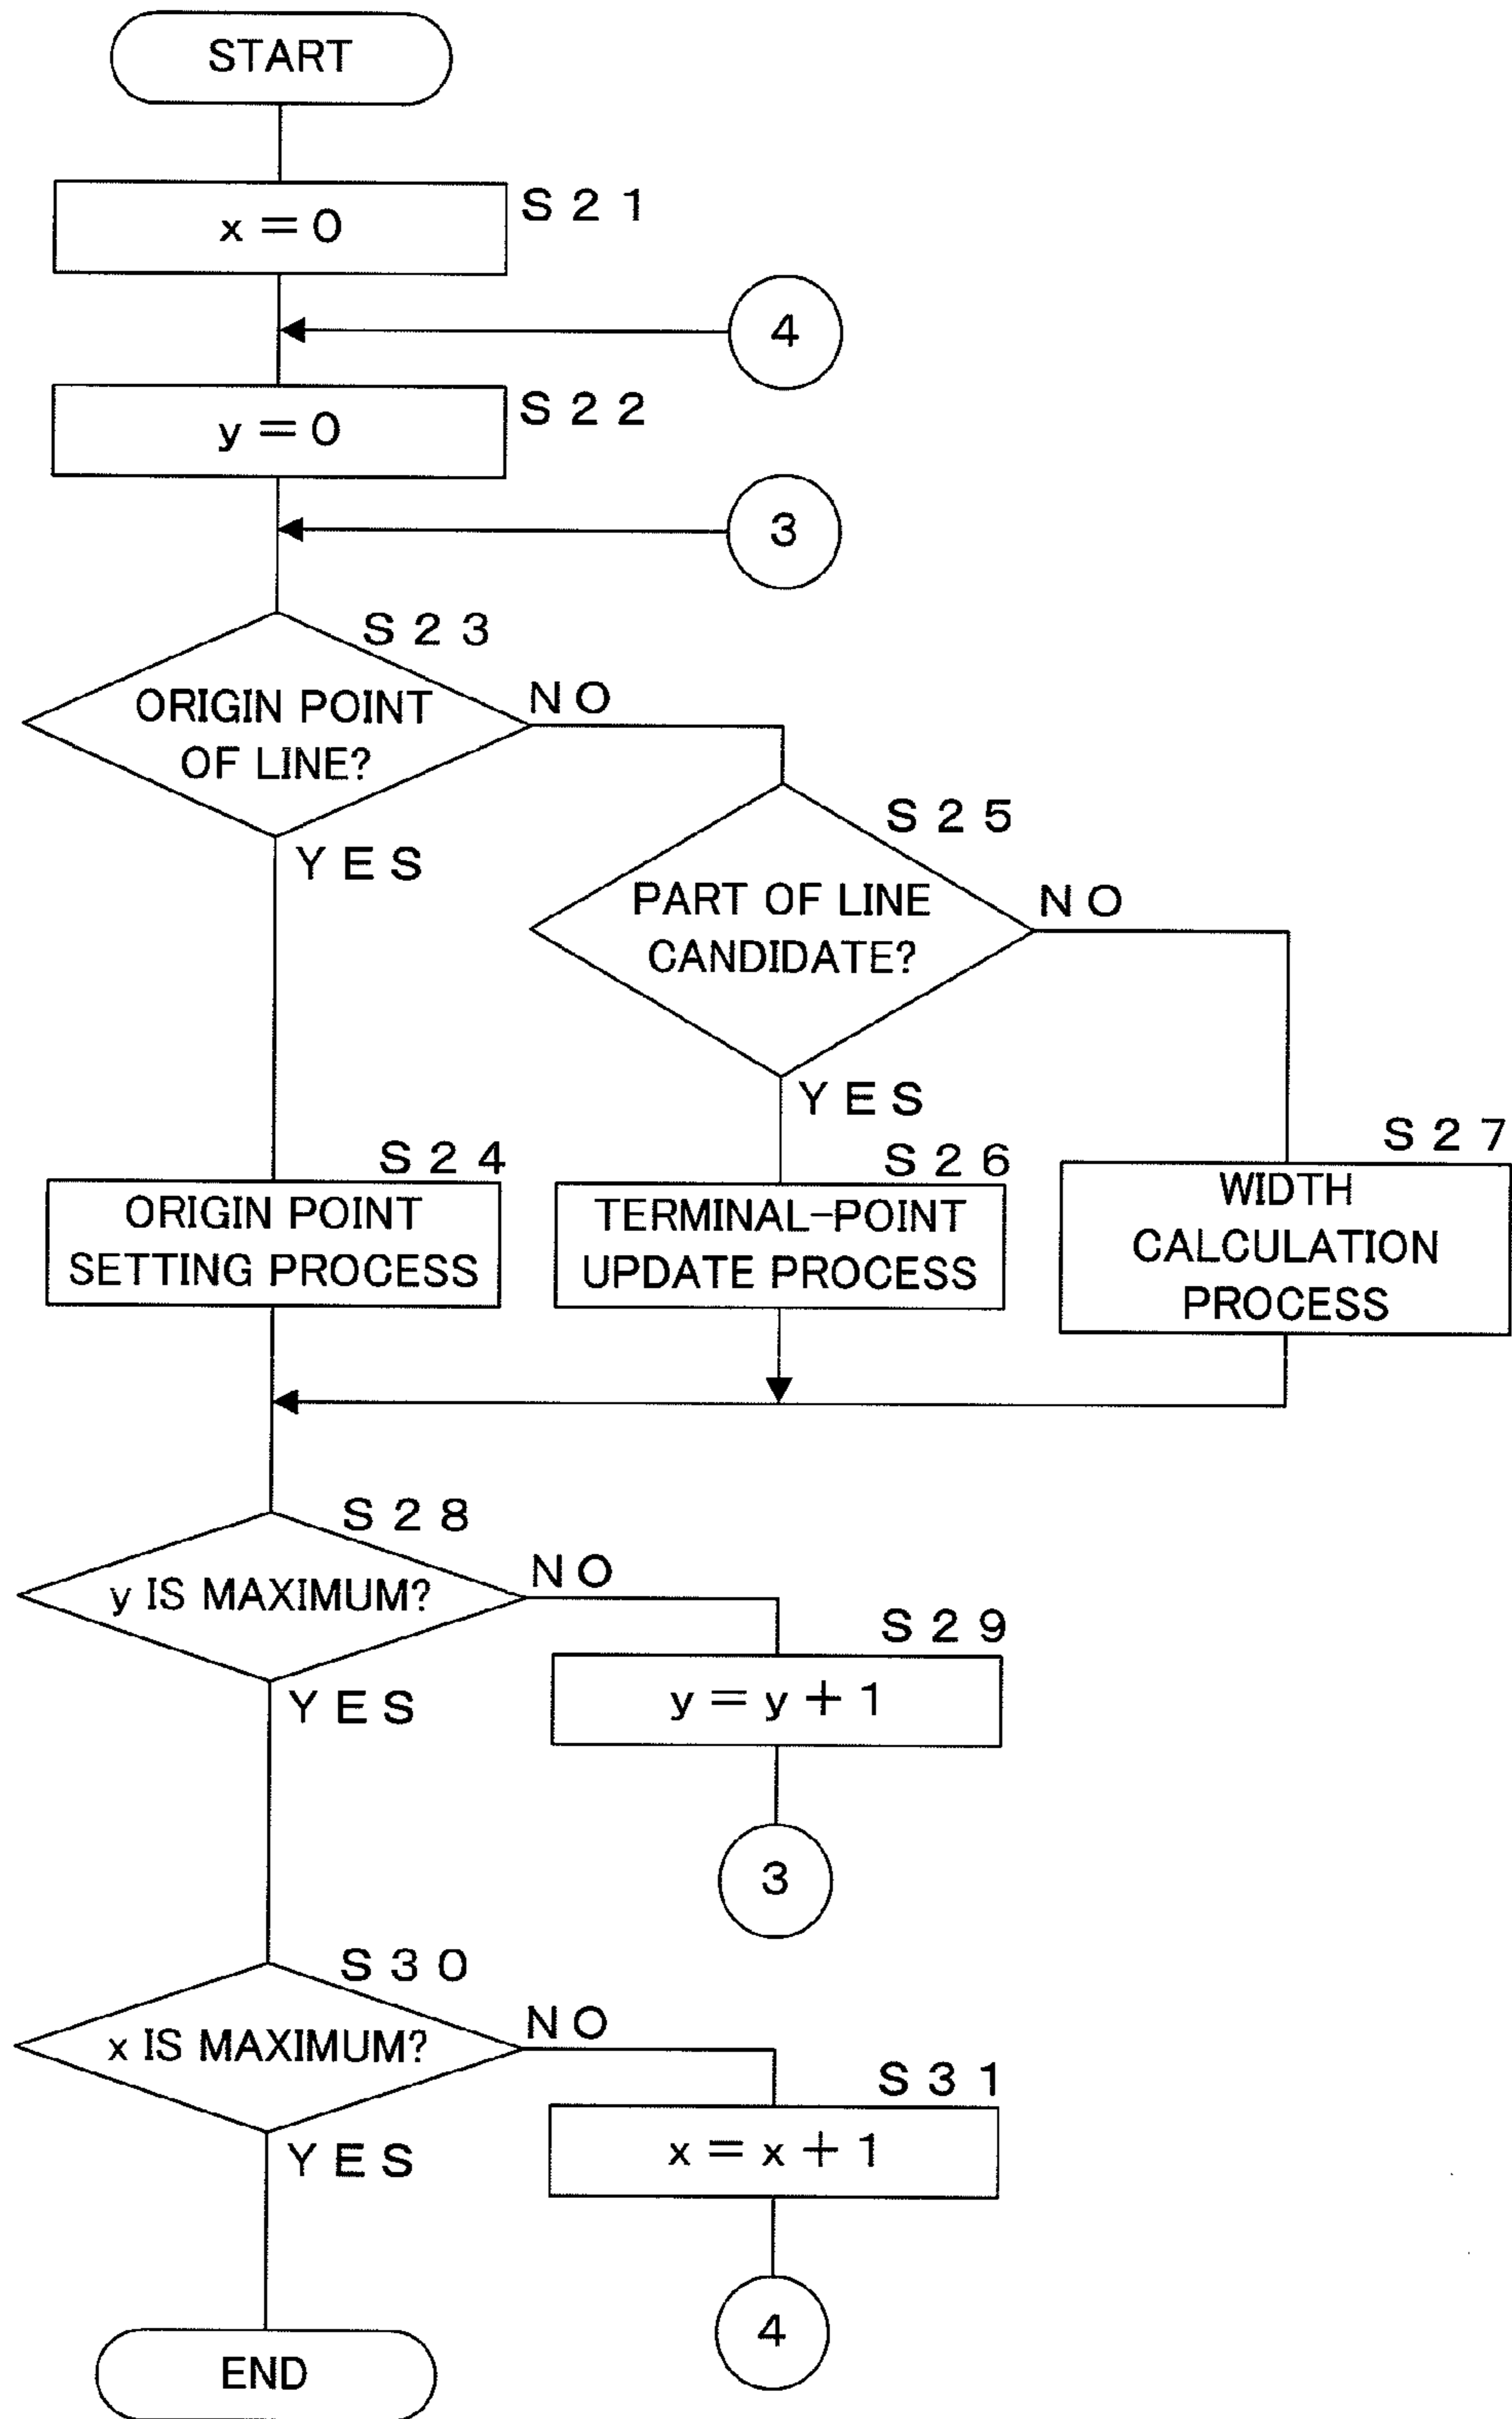 START
S21
x=0
4
S22
y=0
3
S23
ORIGIN POINT
OF LINE?
NO
YES
S25
PART OF LINE
CANDIDATE?
NO
YES
S24
ORIGIN POINT
SETTING PROCESS
S26
TERMINAL-POINT
UPDATE PROCESS
S27
WIDTH
CALCULATION
PROCESS
S28
y IS MAXIMUM?
NO
YES
S29
y=y+1
3
S30
x IS MAXIMUM?
NO
YES
S31
x=x+1
4
END